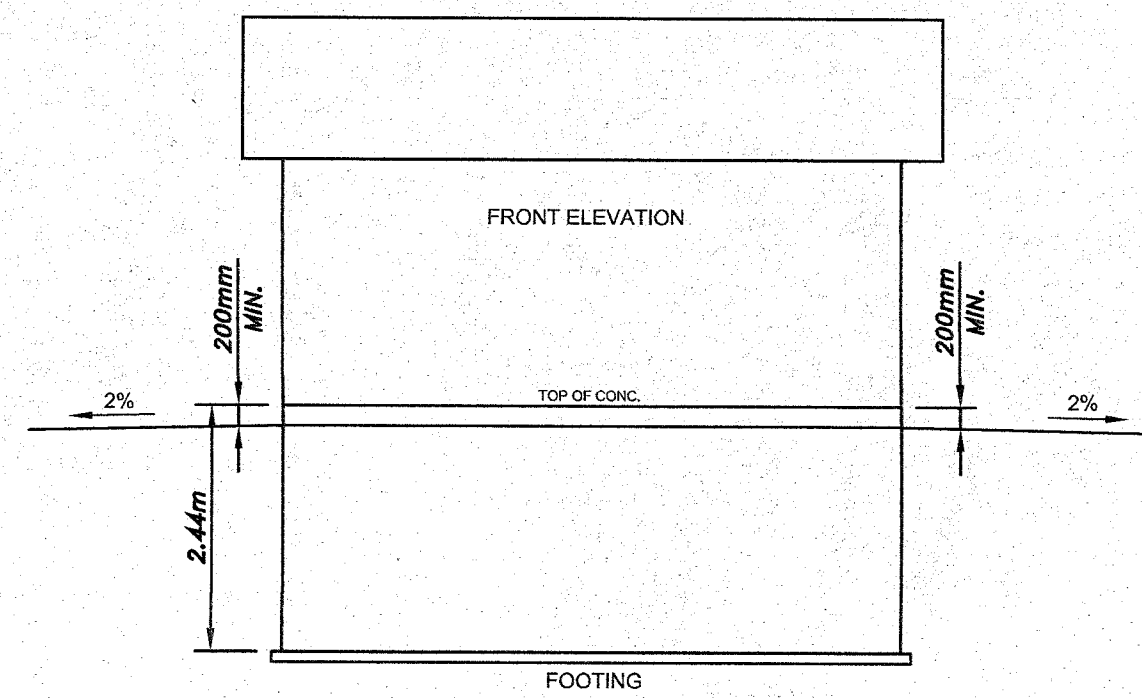 FRONT ELEVATION
200mm
MIN.
200mm
MIN.
TOP OF CONC.
2%
2%
2.44m
FOOTING